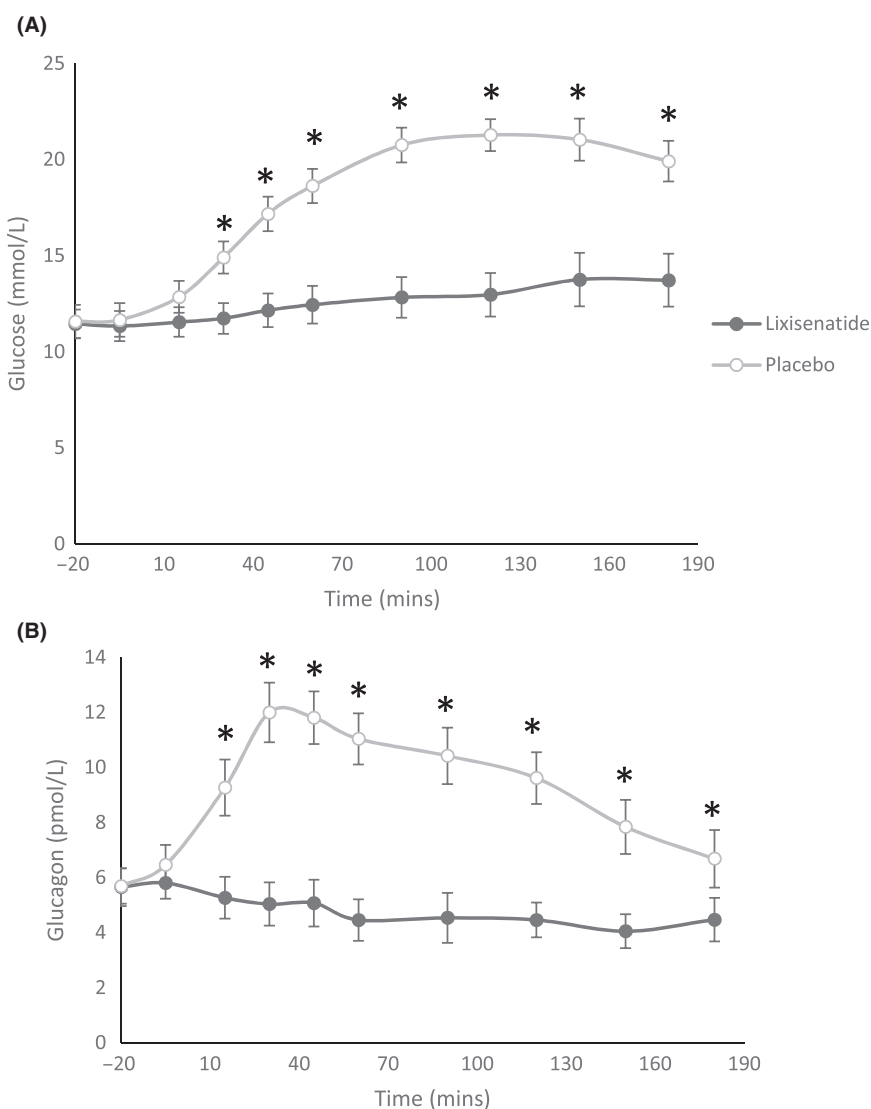 (A)
25
20
15
10
5
0
Glucose (mmol/L)
* * * * * * *
−20 10 40 70 100 130 160 190
Time (mins)
Lixisenatide
Placebo
(B)
14
12
10
8
6
4
2
0
Glucagon (pmol/L)
* * * * * * * *
−20 10 40 70 100 130 160 190
Time (mins)